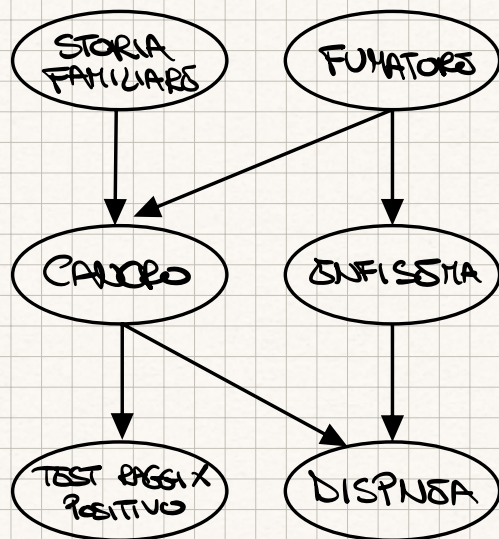 STORIA
FAMILIARE
FUMATORE
CANCRO
ENFISEMA
TEST RAGGI X
POSITIVO
DISPNEA